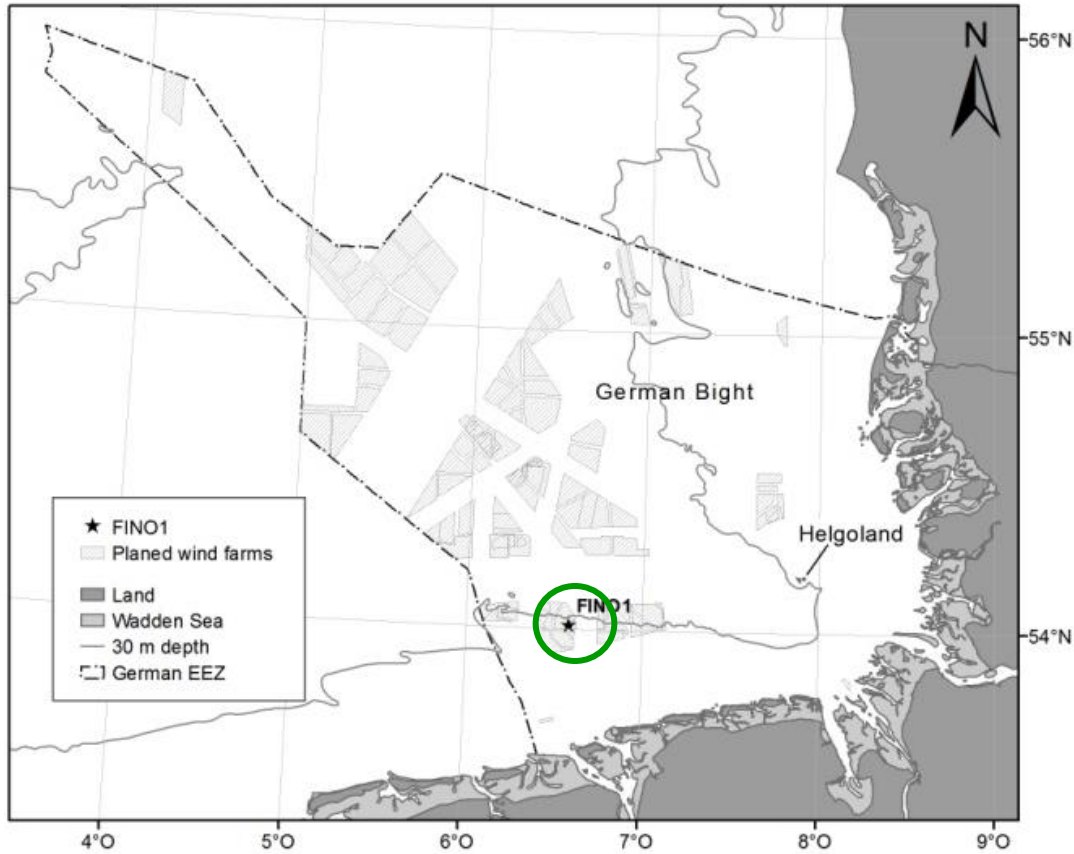 N
56°N
55°N
German Bight
Helgoland
FINO1
54°N
FINO1
Planed wind farms
Land
Wadden Sea
30 m depth
German EEZ
4°O
5°O
6°O
7°O
8°O
9°O